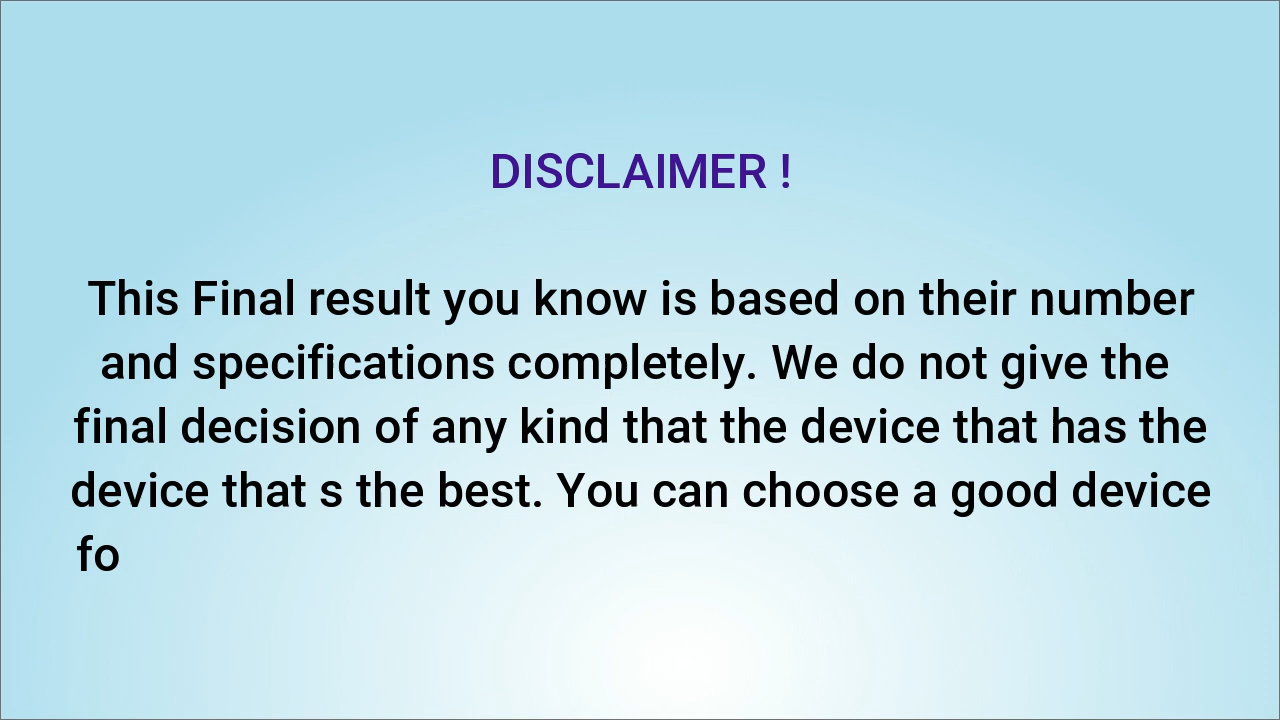 DISCLAIMER !
This Final result you know is based on their number
and specifications completely. We do not give the
final decision of any kind that the device that has the
device that s the best. You can choose a good device
fo